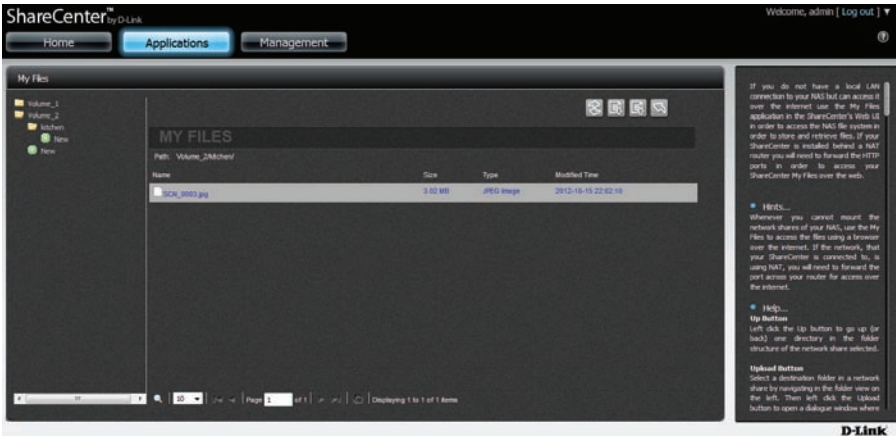 ShareCenter™ by D-Link
Welcome, admin [ Log out ] ▼
Home
Applications
Management
My Files
Volume_1
Volume_2
kitchen
New
New
MY FILES
Path: Volume_2/kitchen/
Name Size Type Modified Time
SCN_0003.jpg 3.02 MB JPEG Image 2012-10-15 22:02:10
10 Page 1 of 1 Displaying 1 to 1 of 1 items
If you do not have a local LAN
connection to your NAS but can access it
over the internet use the My Files
application in the ShareCenter's Web UI
in order to access the NAS file system in
order to store and retrieve files. If your
ShareCenter is installed behind a NAT
router you will need to forward the HTTP
ports in order to access your
ShareCenter My Files over the web.
Hints...
Whenever you cannot mount the
network shares of your NAS, use the My
Files to access the files using a browser
over the internet. If the network, that
your ShareCenter is connected to, is
using NAT, you will need to forward the
port across your router for access over
the internet.
Help...
Up Button
Left click the Up button to go up (or
back) one directory in the folder
structure of the network share selected.
Upload Button
Select a destination folder in a network
share by navigating in the folder view on
the left. Then left click the Upload
button to open a dialogue window where
D-Link